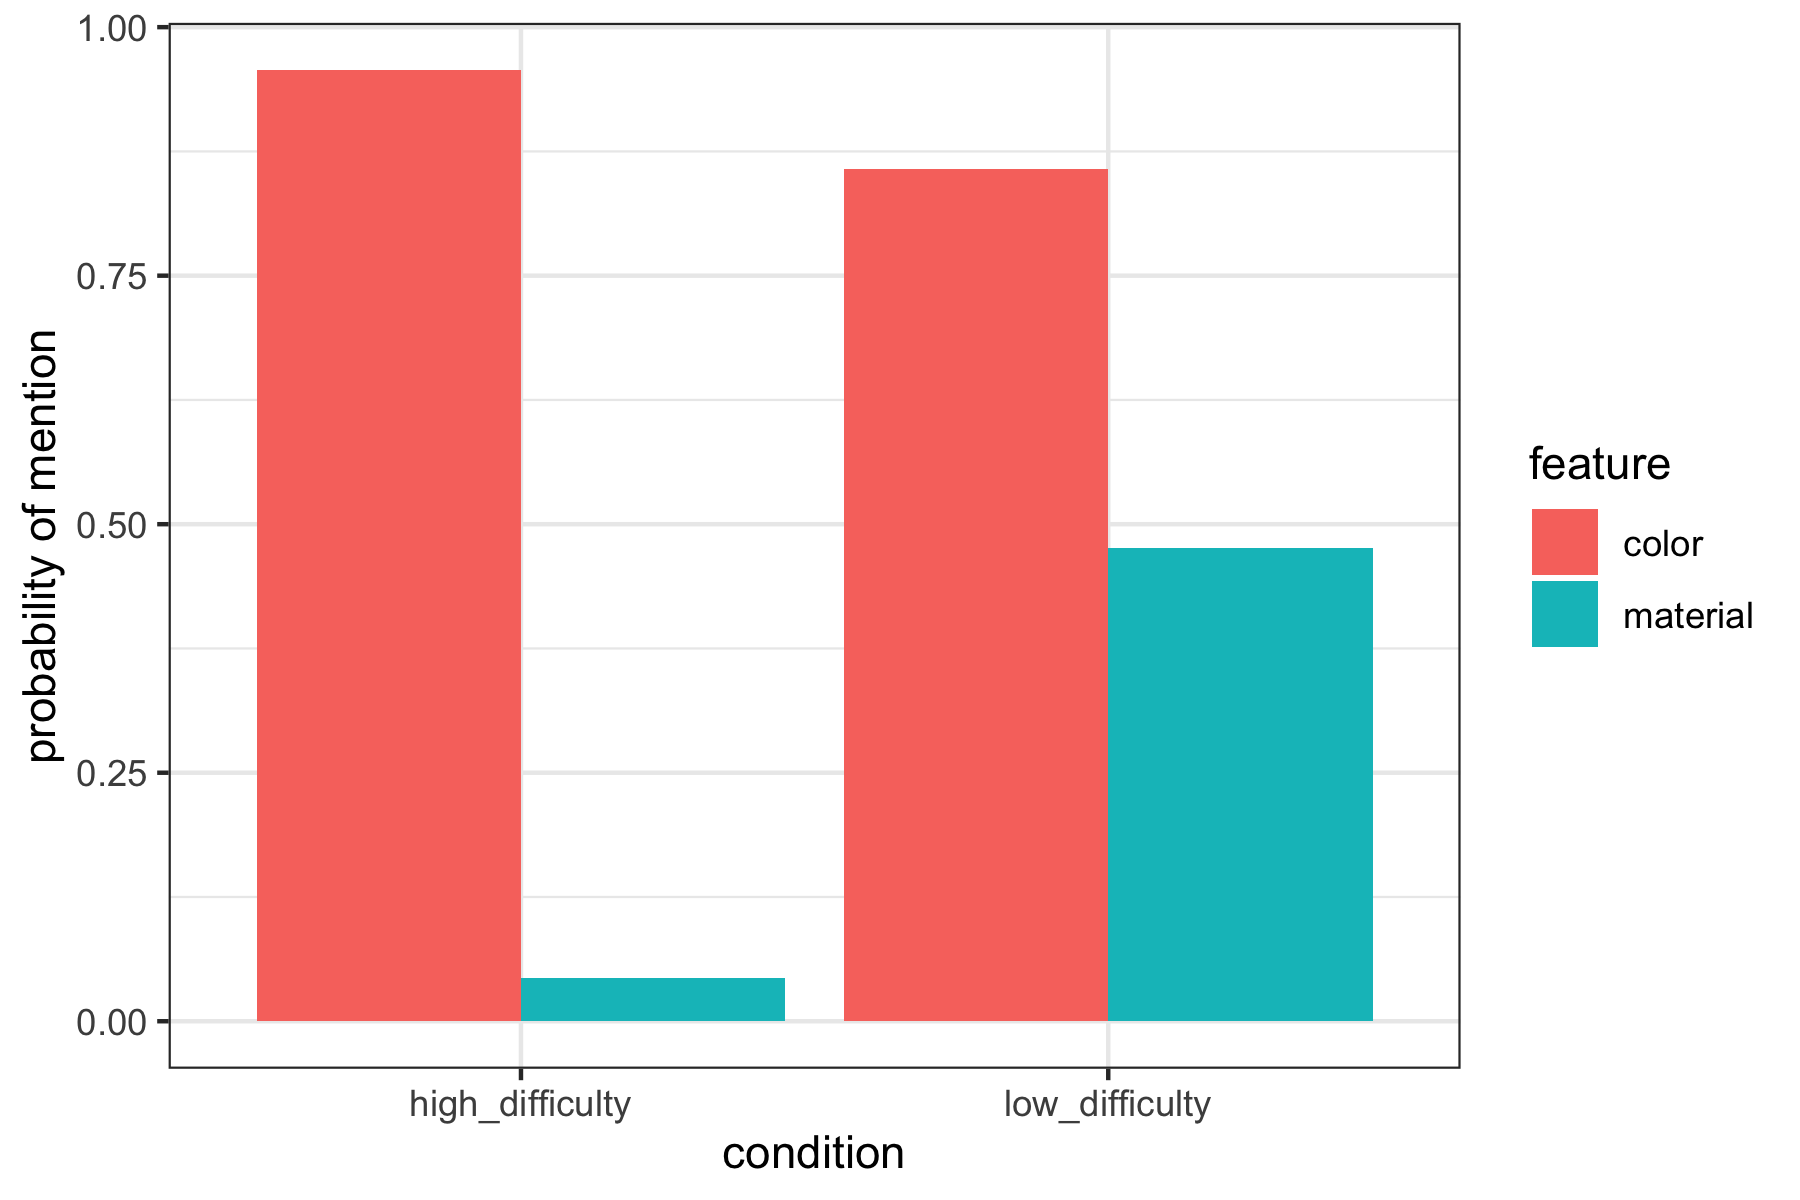 1.00
0.75
0.50
0.25
0.00
probability of mention
high_difficulty
low_difficulty
condition
feature
color
material